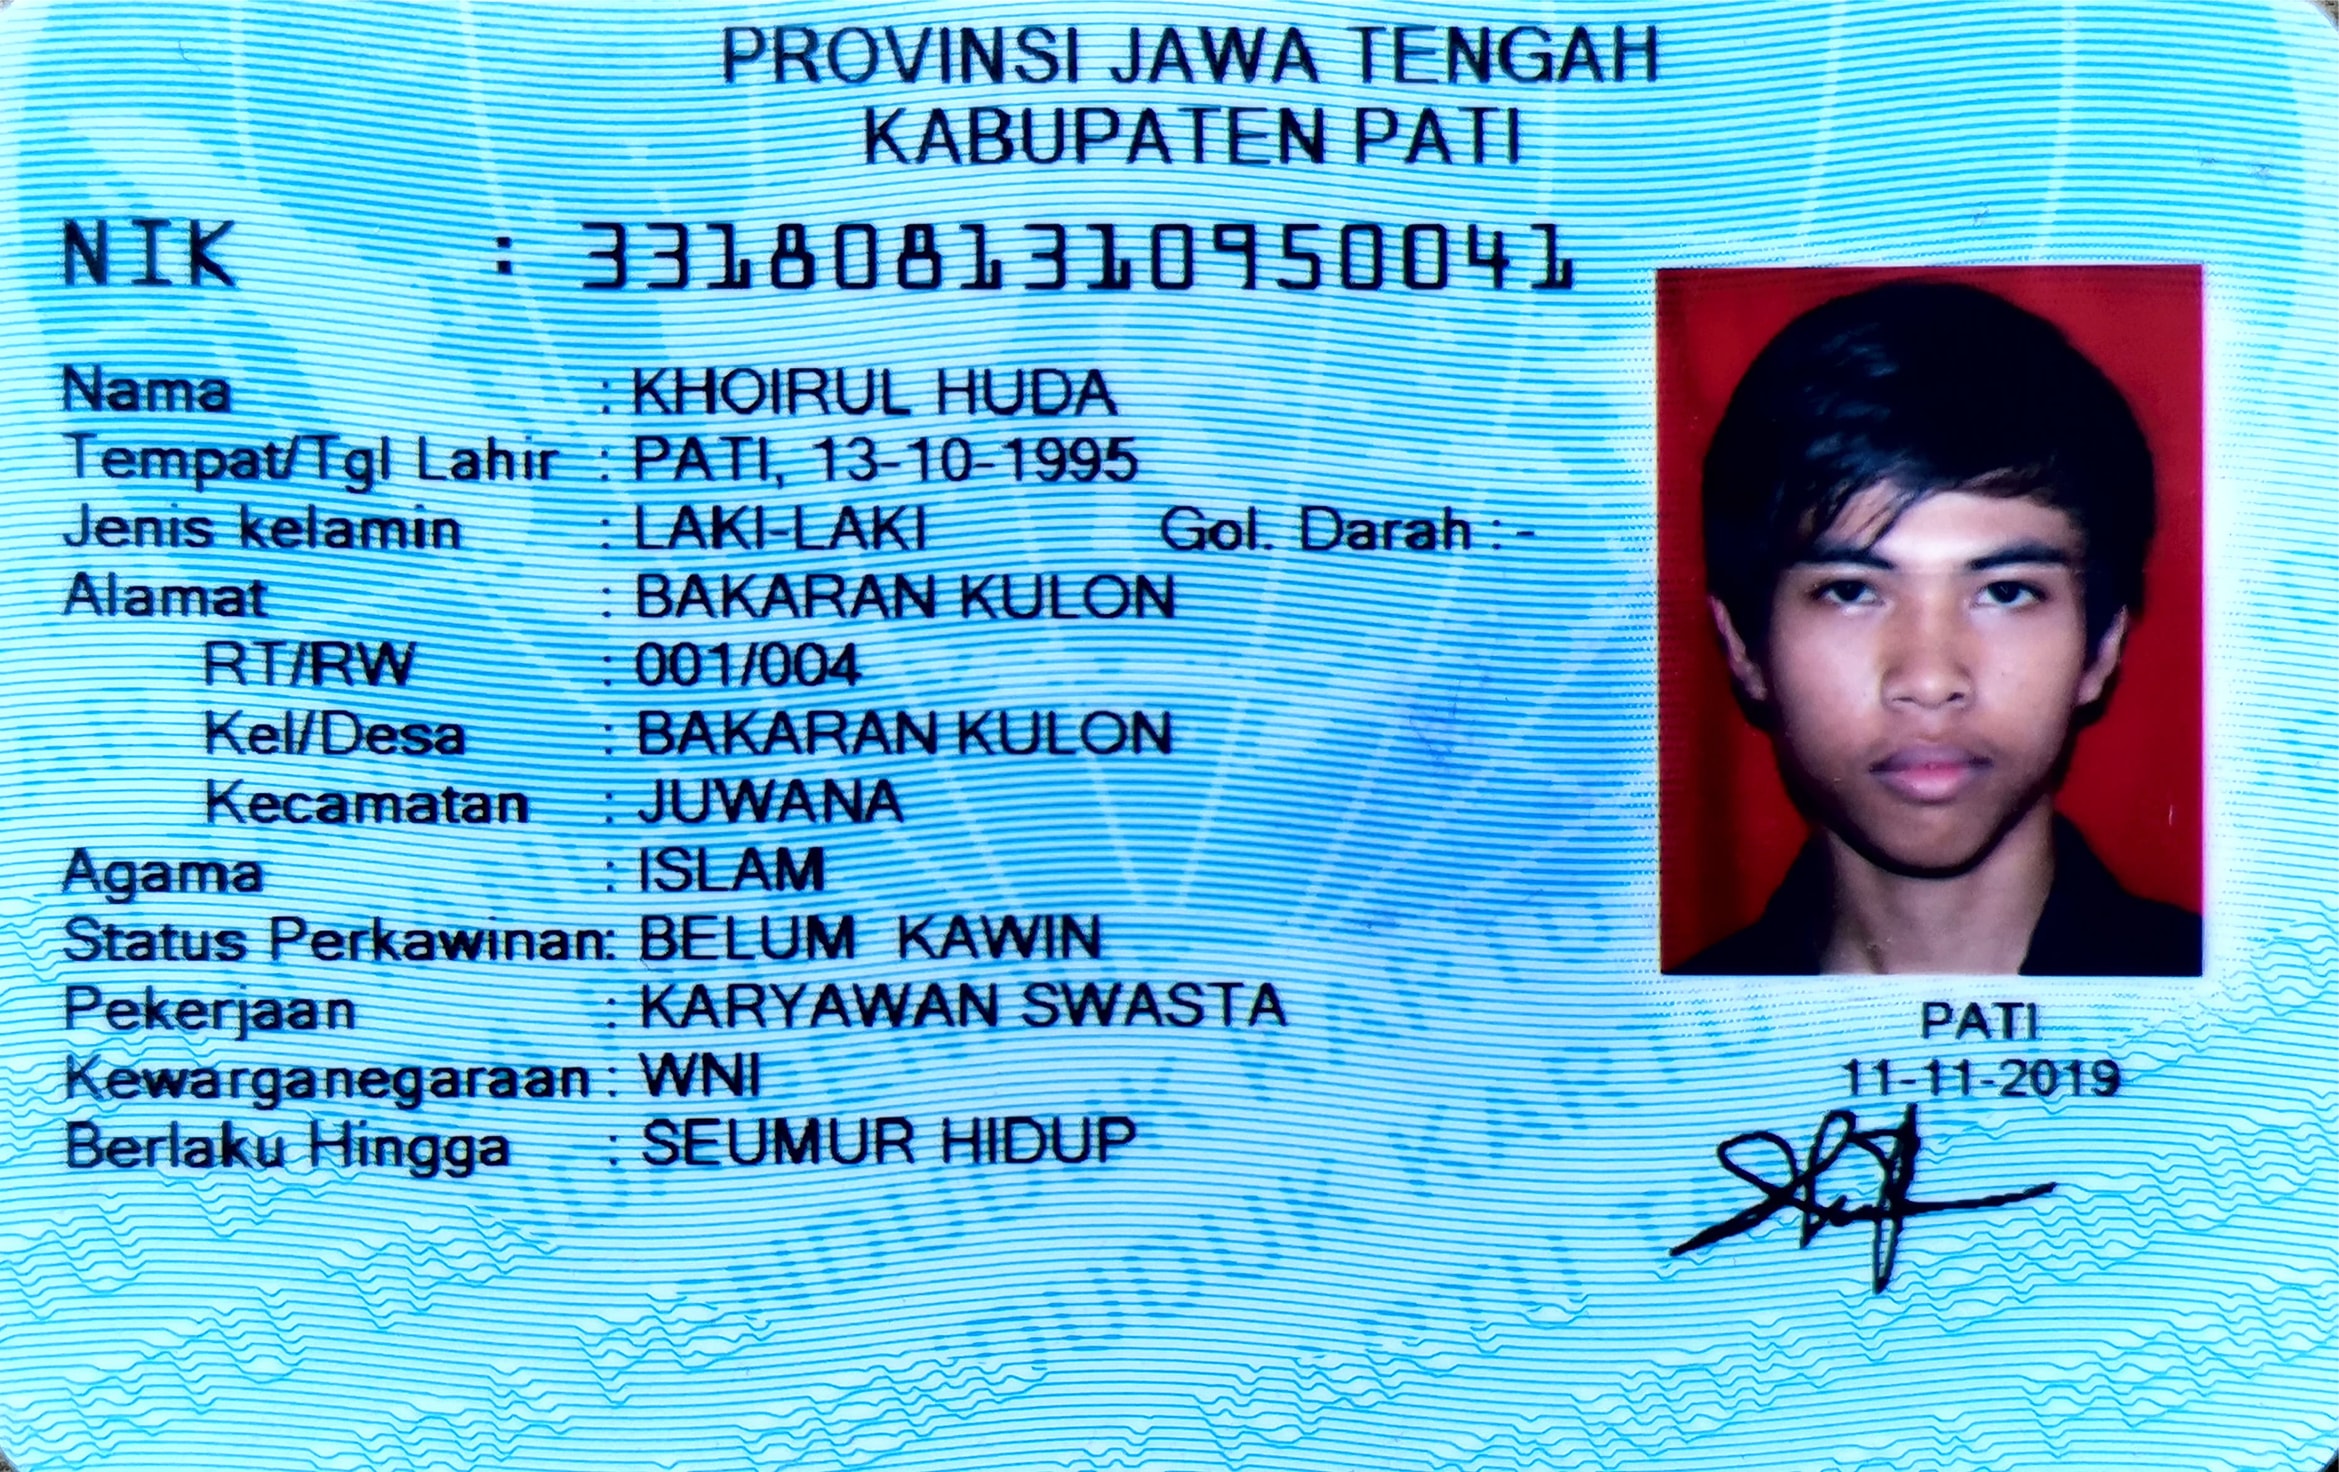 PROVINSI JAWA TENGAH
KABUPATEN PATI
NIK : 3318081310950041
Nama : KHOIRUL HUDA
Tempat/Tgl Lahir : PATI, 13-10-1995
Jenis kelamin : LAKI-LAKI Gol. Darah : -
Alamat : BAKARAN KULON
RT/RW : 001/004
Kel/Desa : BAKARAN KULON
Kecamatan : JUWANA
Agama : ISLAM
Status Perkawinan: BELUM KAWIN
Pekerjaan : KARYAWAN SWASTA
Kewarganegaraan : WNI
Berlaku Hingga : SEUMUR HIDUP
PATI
11-11-2019